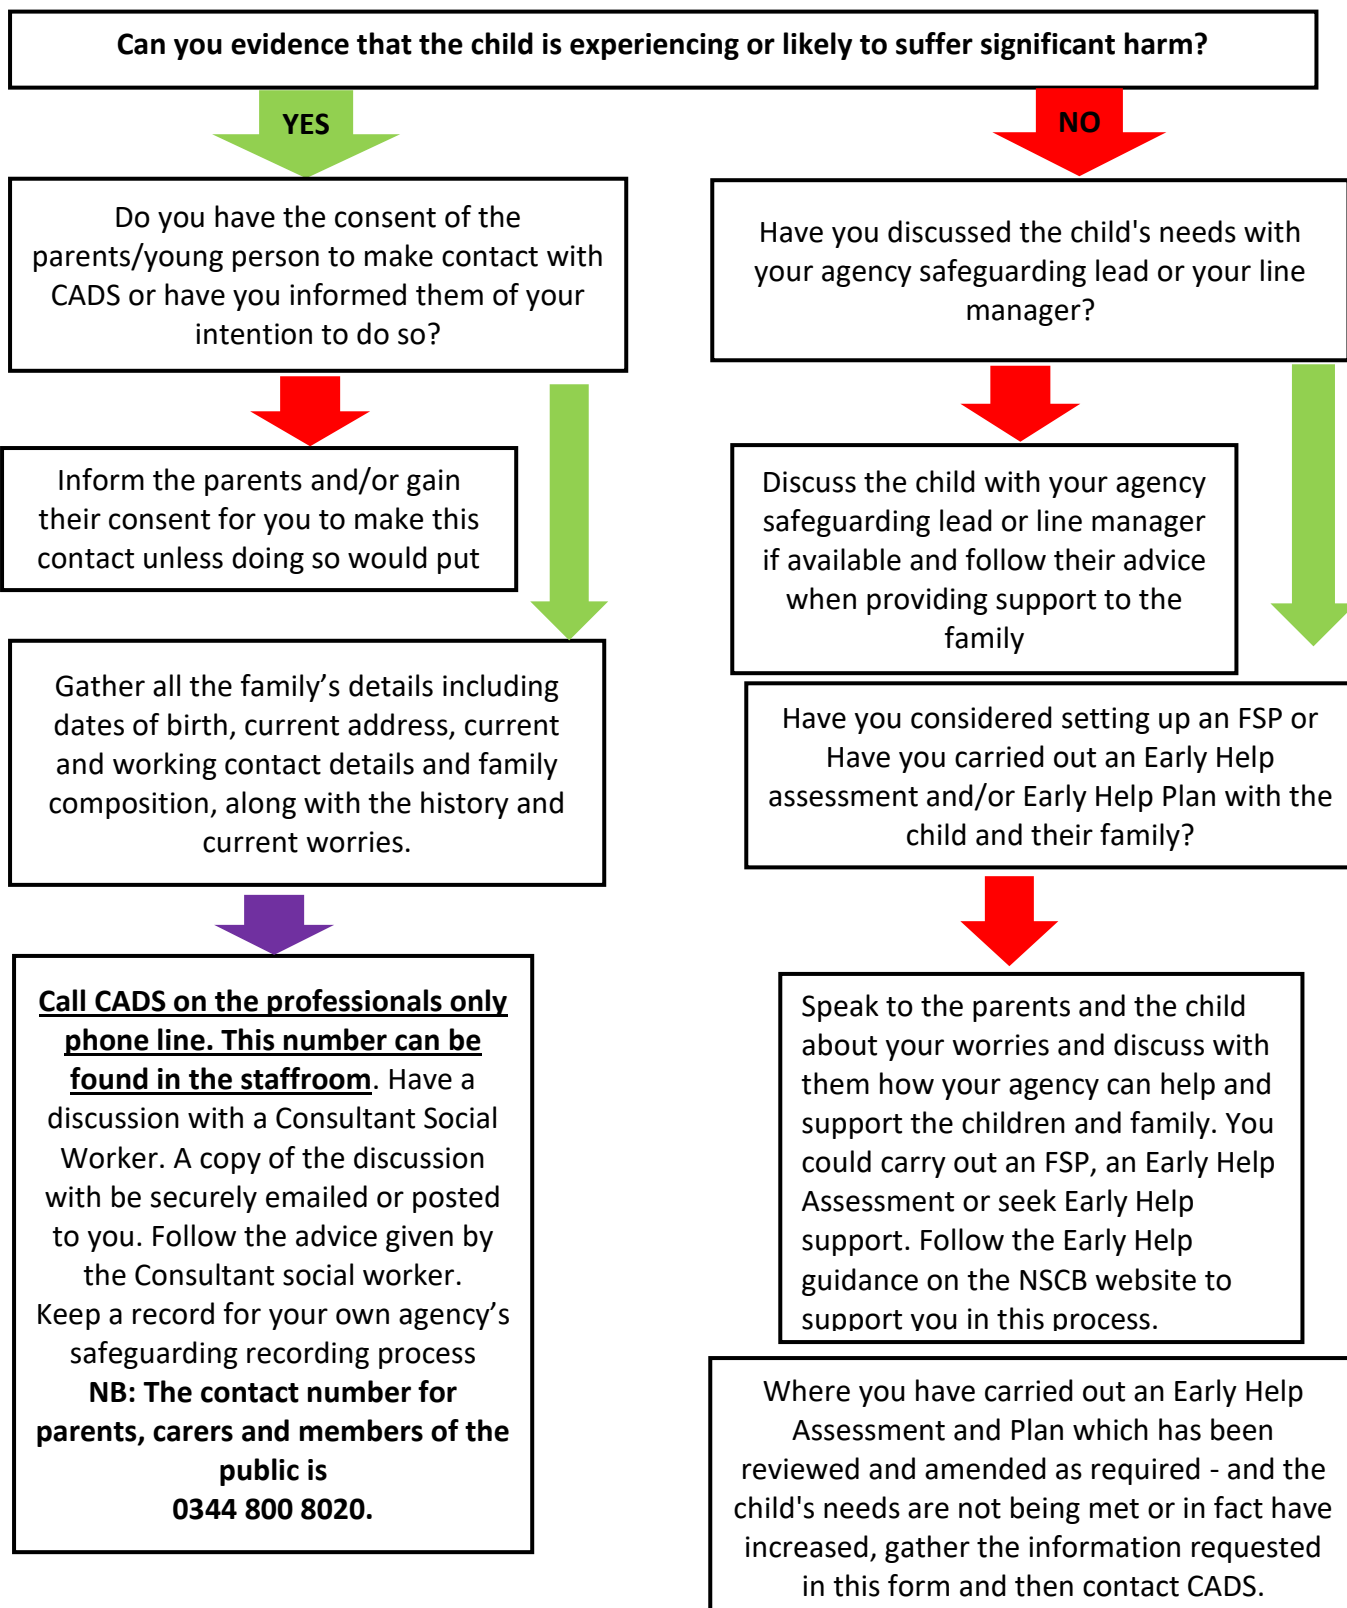 Can you evidence that the child is experiencing or likely to suffer significant harm?
YES
NO
Do you have the consent of the
parents/young person to make contact with
CADS or have you informed them of your
intention to do so?
Inform the parents and/or gain
their consent for you to make this
contact unless doing so would put
Gather all the family’s details including
dates of birth, current address, current
and working contact details and family
composition, along with the history and
current worries.
Call CADS on the professionals only
phone line. This number can be
found in the staffroom. Have a
discussion with a Consultant Social
Worker. A copy of the discussion
with be securely emailed or posted
to you. Follow the advice given by
the Consultant social worker.
Keep a record for your own agency’s
safeguarding recording process
NB: The contact number for
parents, carers and members of the
public is
0344 800 8020.
Have you discussed the child's needs with
your agency safeguarding lead or your line
manager?
Discuss the child with your agency
safeguarding lead or line manager
if available and follow their advice
when providing support to the
family
Have you considered setting up an FSP or
Have you carried out an Early Help
assessment and/or Early Help Plan with the
child and their family?
Speak to the parents and the child
about your worries and discuss with
them how your agency can help and
support the children and family. You
could carry out an FSP, an Early Help
Assessment or seek Early Help
support. Follow the Early Help
guidance on the NSCB website to
support you in this process.
Where you have carried out an Early Help
Assessment and Plan which has been
reviewed and amended as required - and the
child's needs are not being met or in fact have
increased, gather the information requested
in this form and then contact CADS.